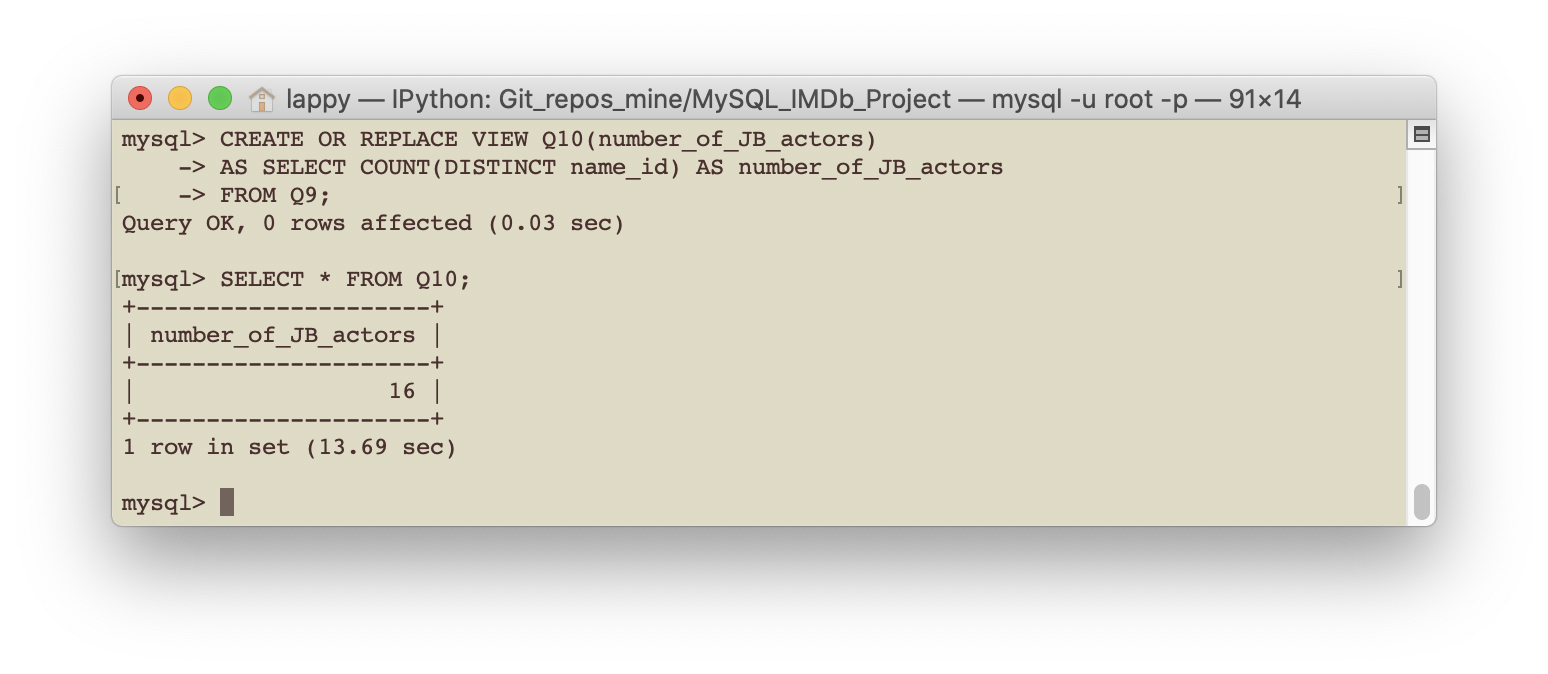 lappy — IPython: Git_repos_mine/MySQL_IMDb_Project — mysql -u root -p — 91×14
mysql> CREATE OR REPLACE VIEW Q10(number_of_JB_actors)
    -> AS SELECT COUNT(DISTINCT name_id) AS number_of_JB_actors
[    -> FROM Q9; ]
Query OK, 0 rows affected (0.03 sec)
[mysql> SELECT * FROM Q10; ]
+---------------------+
| number_of_JB_actors |
+---------------------+
|                  16 |
+---------------------+
1 row in set (13.69 sec)
mysql>